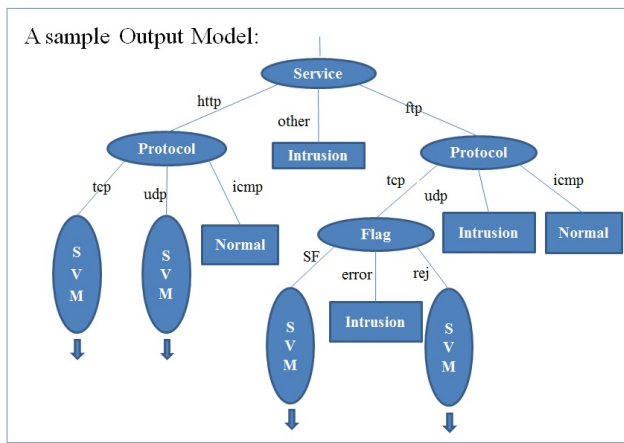 A sample Output Model:
Service
http
other
ftp
Protocol
Intrusion
Protocol
tcp
udp
icmp
tcp
udp
icmp
S
V
M
S
V
M
Normal
Flag
Intrusion
Normal
SF
error
rej
S
V
M
Intrusion
S
V
M